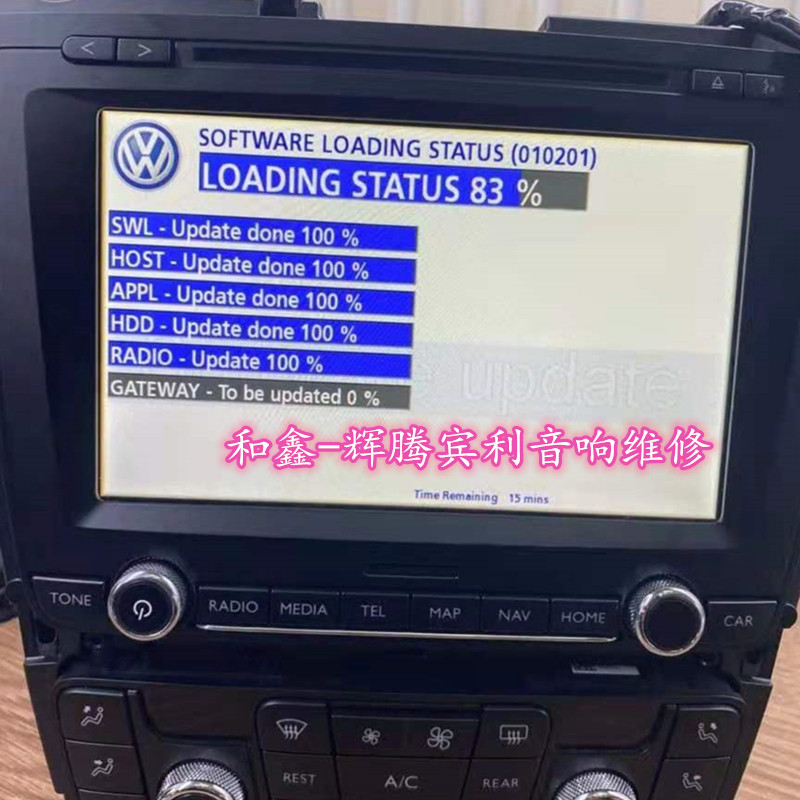 < >
SOFTWARE LOADING STATUS (010201)
LOADING STATUS 83 %
SWL - Update done 100 %
HOST - Update done 100 %
APPL - Update done 100 %
HDD - Update done 100 %
RADIO - Update 100 %
GATEWAY - To be updated 0 %
update
和鑫-辉腾宾利音响维修
Time Remaining 15 mins
TONE RADIO MEDIA TEL MAP NAV HOME CAR
REST A/C REAR